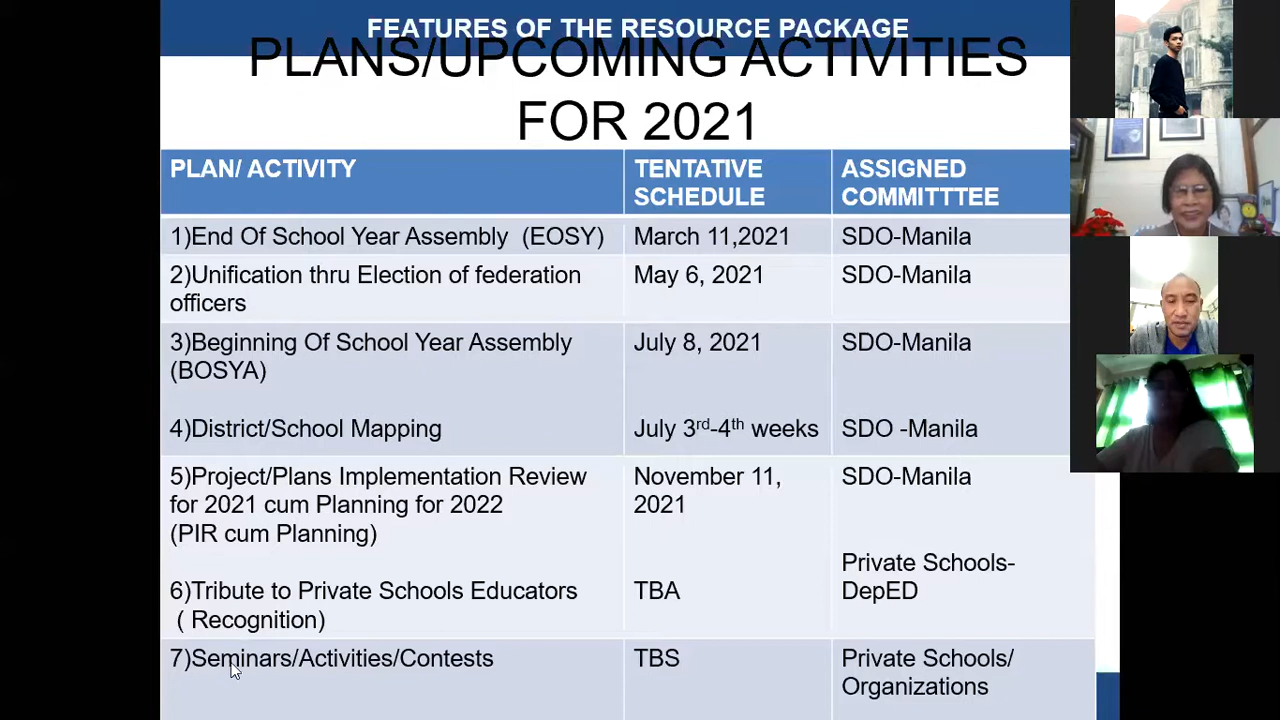 FEATURES OF THE RESOURCE PACKAGE
PLANS/UPCOMING ACTIVITIES
FOR 2021
PLAN/ ACTIVITY
TENTATIVE
SCHEDULE
ASSIGNED
COMMITTTEE
1)End Of School Year Assembly (EOSY)
March 11,2021
SDO-Manila
2)Unification thru Election of federation
officers
May 6, 2021
SDO-Manila
3)Beginning Of School Year Assembly
(BOSYA)
July 8, 2021
SDO-Manila
4)District/School Mapping
July 3rd-4th weeks
SDO -Manila
5)Project/Plans Implementation Review
for 2021 cum Planning for 2022
(PIR cum Planning)
November 11,
2021
SDO-Manila
6)Tribute to Private Schools Educators
( Recognition)
TBA
Private Schools-
DepED
7)Seminars/Activities/Contests
TBS
Private Schools/
Organizations